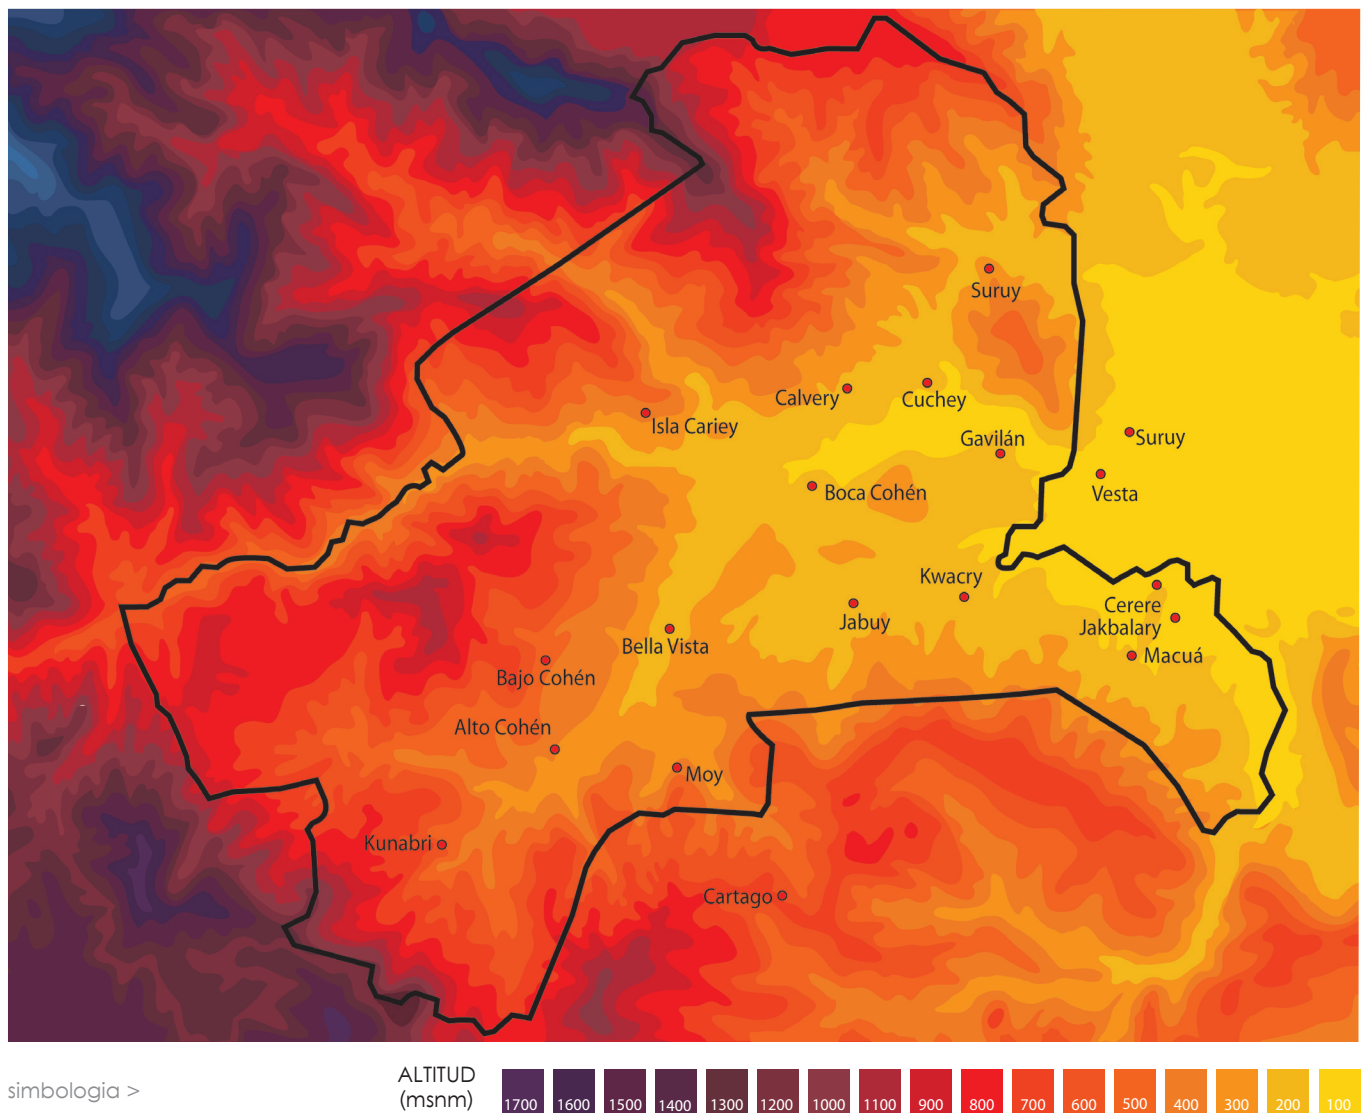 Suruy
Calvery
Cuchey
Isla Cariey
Gavilán
Suruy
Boca Cohén
Vesta
Kwacry
Cerere
Jabuy
Jakbalary
Bella Vista
Macuá
Bajo Cohén
Alto Cohén
Moy
Kunabri
Cartago
simbologia >
ALTITUD
(msnm)
1700 1600 1500 1400 1300 1200 1000 1100 900 800 700 600 500 400 300 200 100